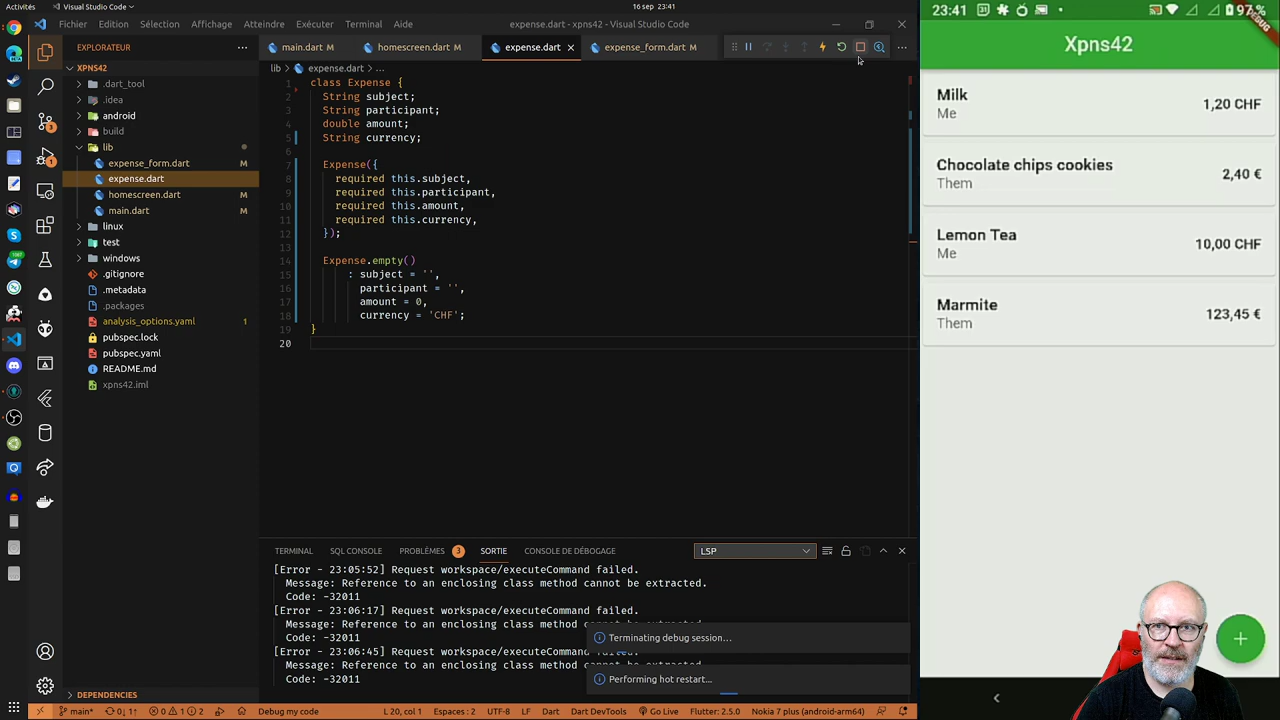 Activités
Visual Studio Code
16 sep 23:41
Fichier Edition Sélection Affichage Atteindre Exécuter Terminal Aide
expense.dart - xpns42 - Visual Studio Code
EXPLORATEUR
main.dart M
homescreen.dart M
expense.dart
expense_form.dart M
lib > expense.dart > ...
XPNS42
.dart_tool
.idea
android
build
lib
expense_form.dart M
expense.dart
homescreen.dart M
main.dart M
linux
test
windows
.gitignore
.metadata
.packages
analysis_options.yaml 1
pubspec.lock
pubspec.yaml
README.md
xpns42.iml
DEPENDENCIES
1 class Expense {
2 String subject;
3 String participant;
4 double amount;
5 String currency;
6
7 Expense({
8 required this.subject,
9 required this.participant,
10 required this.amount,
11 required this.currency,
12 });
13
14 Expense.empty()
15 : subject = '',
16 participant = '',
17 amount = 0,
18 currency = 'CHF';
19 }
20
TERMINAL SQL CONSOLE PROBLÈMES 3 SORTIE CONSOLE DE DÉBOGAGE
LSP
[Error - 23:05:52] Request workspace/executeCommand failed.
Message: Reference to an enclosing class method cannot be extracted.
Code: -32011
[Error - 23:06:17] Request workspace/executeCommand failed.
Message: Reference to an enclosing class method cannot be extracted.
Code: -32011
[Error - 23:06:45] Request workspace/executeCommand failed.
Message: Reference to an enclosing class method cannot be extracted.
Code: -32011
Terminating debug session...
Performing hot restart...
main* 0↓ 1↑ 0 1 2 Debug my code
L 20, col 1 Espaces : 2 UTF-8 LF Dart Dart DevTools Go Live Flutter: 2.5.0 Nokia 7 plus (android-arm64)
23:41
97%
Xpns42
Milk
Me
1,20 CHF
Chocolate chips cookies
Them
2,40 €
Lemon Tea
Me
10,00 CHF
Marmite
Them
123,45 €